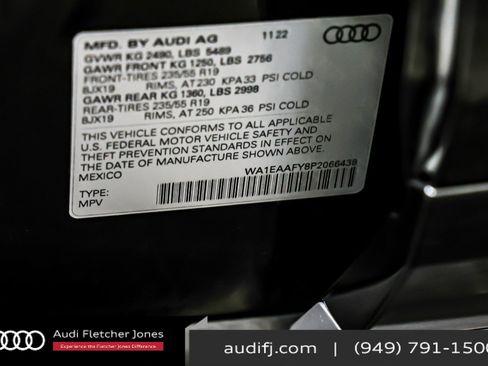 MFD. BY AUDI AG 11 22
GVWR KG 2490, LBS 5489
GAWR FRONT KG 1250, LBS 2756
FRONT-TIRES 235/55 R19
8JX19 RIMS, AT 230 KPA 33 PSI COLD
GAWR REAR KG 1360, LBS 2998
REAR-TIRES 235/55 R19
8JX19 RIMS, AT 250 KPA 36 PSI COLD
THIS VEHICLE CONFORMS TO ALL APPLICABLE
U.S. FEDERAL MOTOR VEHICLE SAFETY AND
THEFT PREVENTION STANDARDS IN EFFECT ON
THE DATE OF MANUFACTURE SHOWN ABOVE.
MEXICO
WA1EAAFY8P2066439
TYPE:
MPV
Audi Fletcher Jones
Experience the Fletcher Jones Difference.
audifj.com | (949) 791-1500